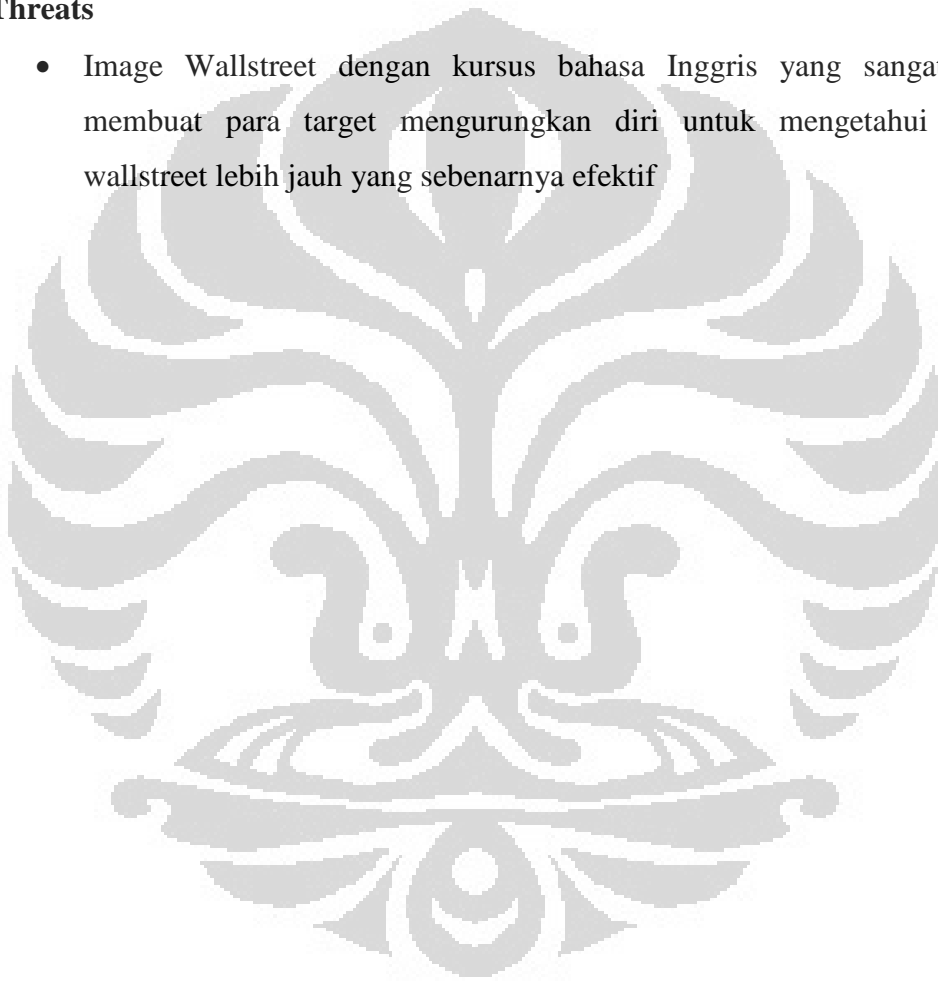 Threats
• Image Wallstreet dengan kursus bahasa Inggris yang
membuat para target mengurungkan diri untuk mengetahui
wallstreet lebih jauh yang sebenarnya efektif